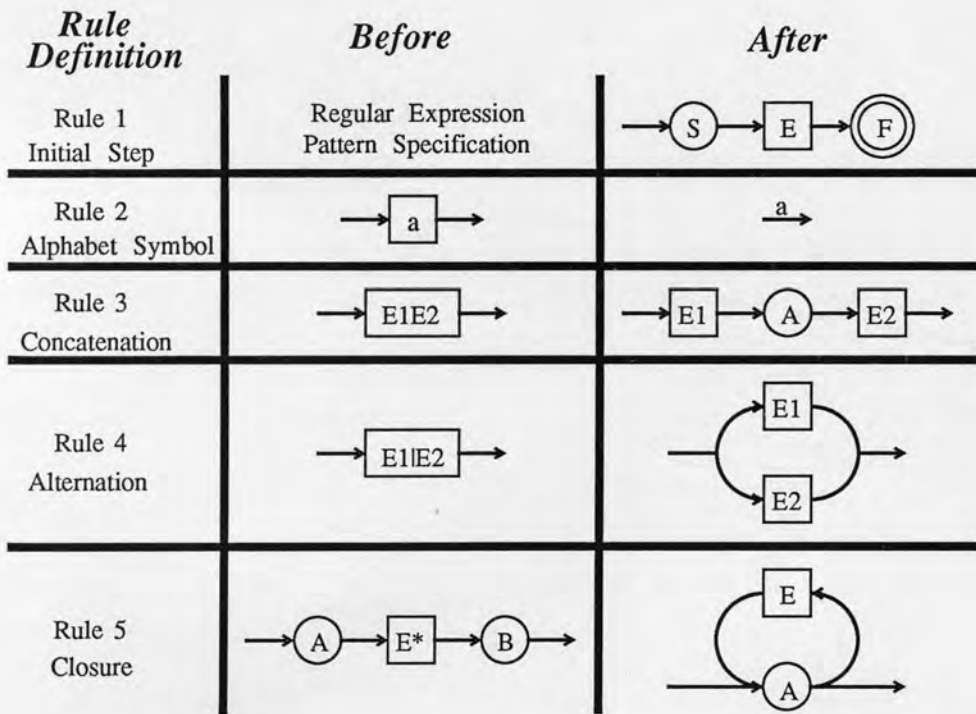 Rule
Definition
Before
After
Rule 1
Initial Step
Regular Expression
Pattern Specification
S
E
F
Rule 2
Alphabet Symbol
a
a
Rule 3
Concatenation
E1E2
E1
A
E2
Rule 4
Alternation
E1|E2
E1
E2
Rule 5
Closure
A
E*
B
E
A